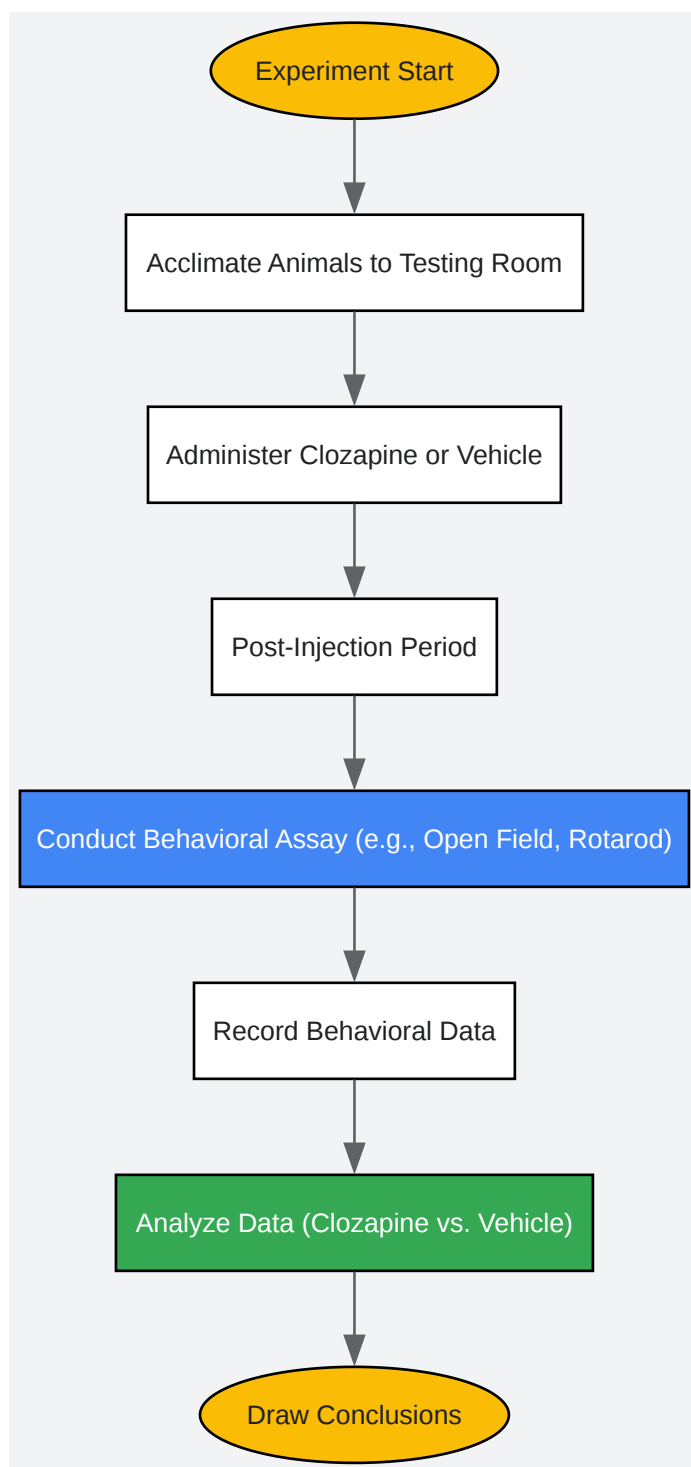 Experiment Start
Acclimate Animals to Testing Room
Administer Clozapine or Vehicle
Post-Injection Period
Conduct Behavioral Assay (e.g., Open Field, Rotarod)
Record Behavioral Data
Analyze Data (Clozapine vs. Vehicle)
Draw Conclusions